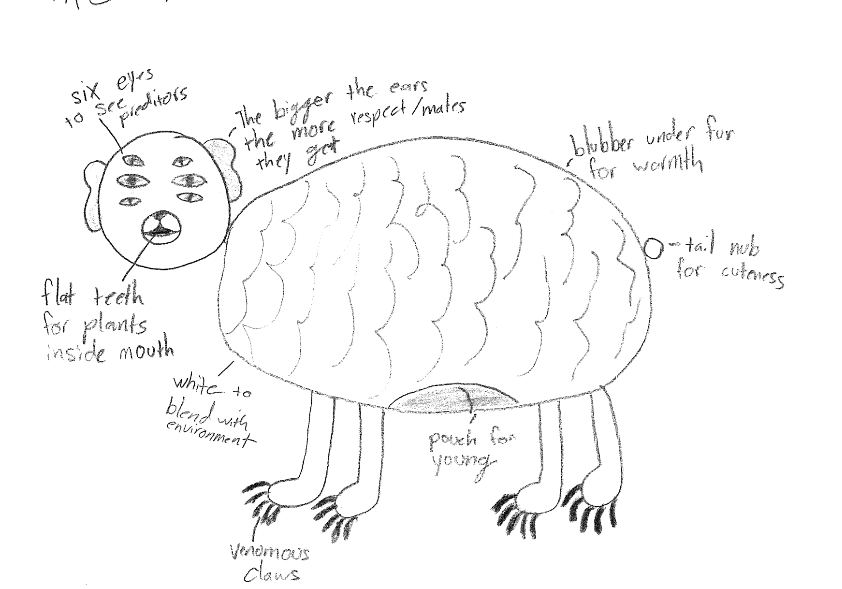 six eyes
to see
preditors
The bigger the ears
the more respect/mates
they get
blubber under fur
for warmth
tail nub
for cuteness
flat teeth
for plants
inside mouth
white to
blend with
environment
pouch for
young
venomous
claws